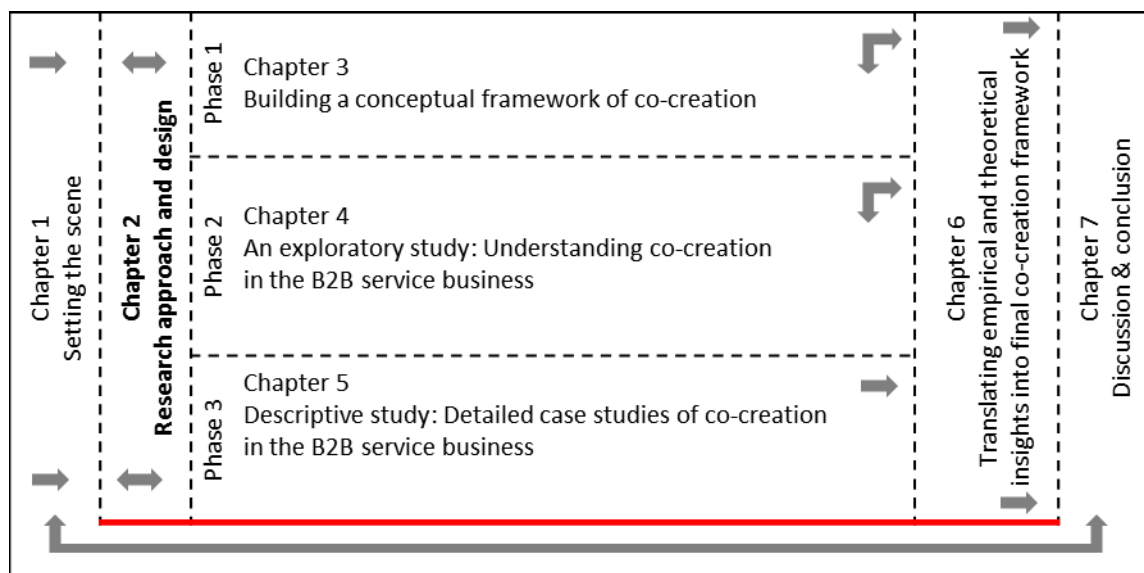 Chapter 1
Setting the scene
Chapter 2
Research approach and design
Phase 1
Chapter 3
Building a conceptual framework of co-creation
Phase 2
Chapter 4
An exploratory study: Understanding co-creation
in the B2B service business
Phase 3
Chapter 5
Descriptive study: Detailed case studies of co-creation
in the B2B service business
Chapter 6
Translating empirical and theoretical
insights into final co-creation framework
Chapter 7
Discussion & conclusion